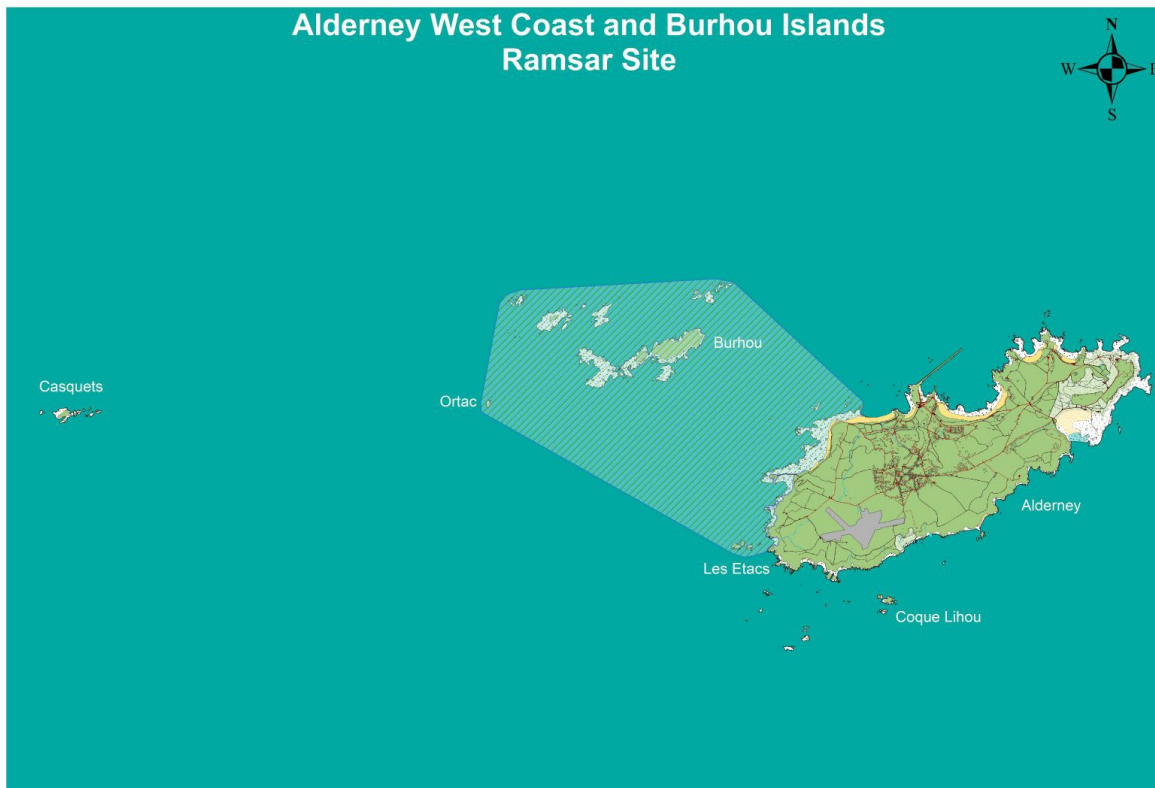 Alderney West Coast and Burhou Islands
Ramsar Site
N
W
E
S
Burhou
Casquets
Ortac
Alderney
Les Etacs
Coque Lihou